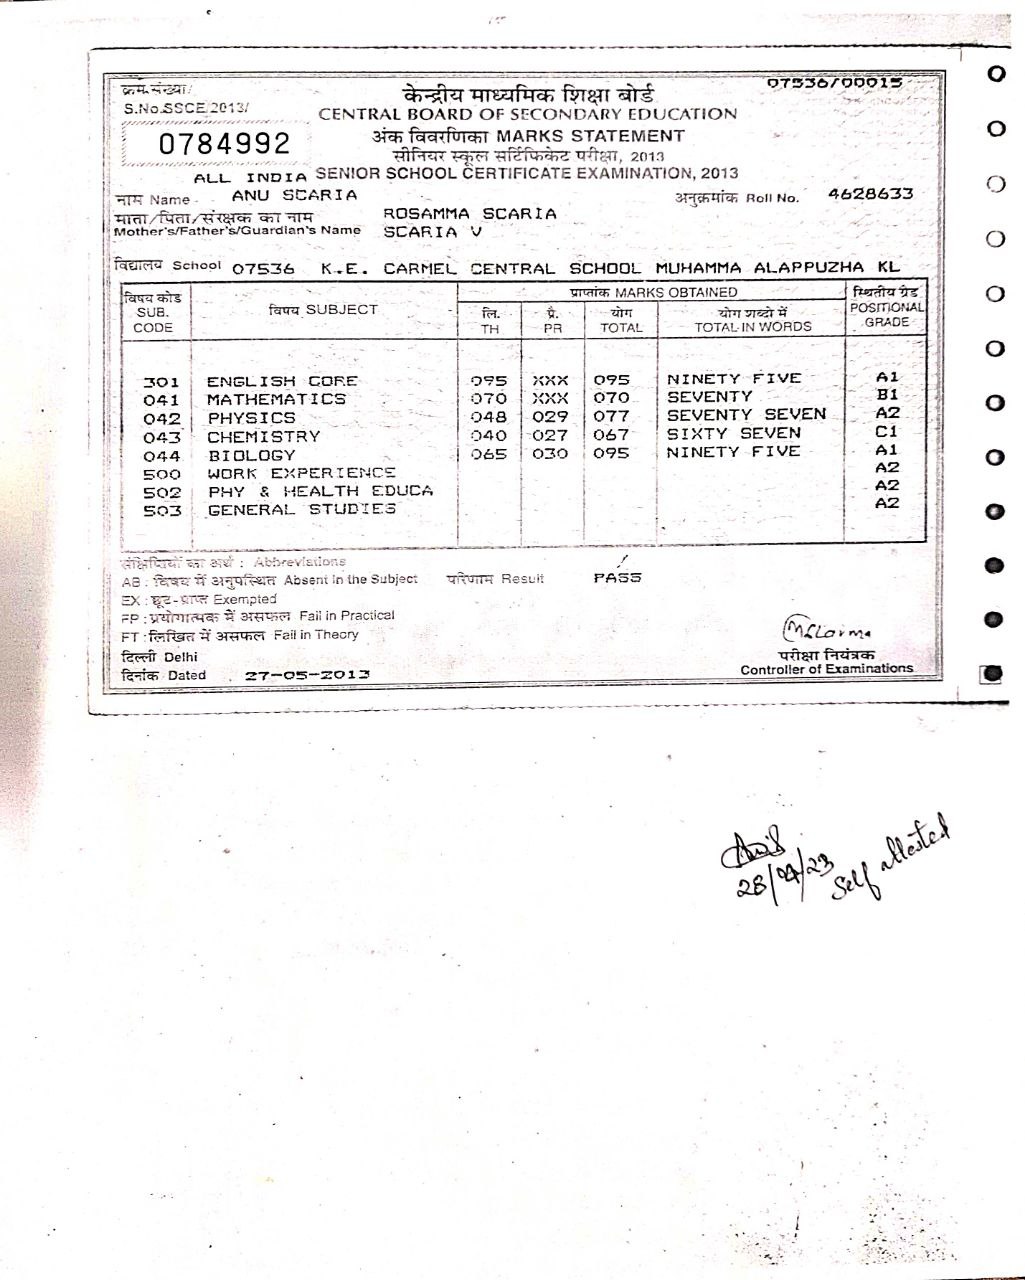 क्रम संख्या/
07536/00015
S.No.SSCE/2013/
केन्द्रीय माध्यमिक शिक्षा बोर्ड
CENTRAL BOARD OF SECONDARY EDUCATION
0784992
अंक विवरणिका MARKS STATEMENT
सीनियर स्कूल सर्टिफिकेट परीक्षा, 2013
ALL INDIA SENIOR SCHOOL CERTIFICATE EXAMINATION, 2013
नाम Name ANU SCARIA अनुक्रमांक Roll No. 4628633
माता/पिता/संरक्षक का नाम ROSAMMA SCARIA
Mother's/Father's/Guardian's Name SCARIA V
विद्यालय School 07536 K.E. CARMEL CENTRAL SCHOOL MUHAMMA ALAPPUZHA KL
विषय कोड विषय SUBJECT प्राप्तांक MARKS OBTAINED स्थितीय ग्रेड
SUB. लि. प्रै. योग योग शब्दो में POSITIONAL
CODE TH PR TOTAL TOTAL IN WORDS GRADE
301 ENGLISH CORE 095 XXX 095 NINETY FIVE A1
041 MATHEMATICS 070 XXX 070 SEVENTY B1
042 PHYSICS 048 029 077 SEVENTY SEVEN A2
043 CHEMISTRY 040 027 067 SIXTY SEVEN C1
044 BIOLOGY 065 030 095 NINETY FIVE A1
500 WORK EXPERIENCE A2
502 PHY & HEALTH EDUCA A2
503 GENERAL STUDIES A2
संक्षिप्तियों का अर्थ : Abbreviations
AB : विषय में अनुपस्थित Absent in the Subject परिणाम Result PASS
EX : छूट-प्राप्त Exempted
FP : प्रयोगात्मक में असफल Fail in Practical
FT : लिखित में असफल Fail in Theory
दिल्ली Delhi परीक्षा नियंत्रक
दिनांक Dated 27-05-2013 Controller of Examinations
28/04/23 Self attested